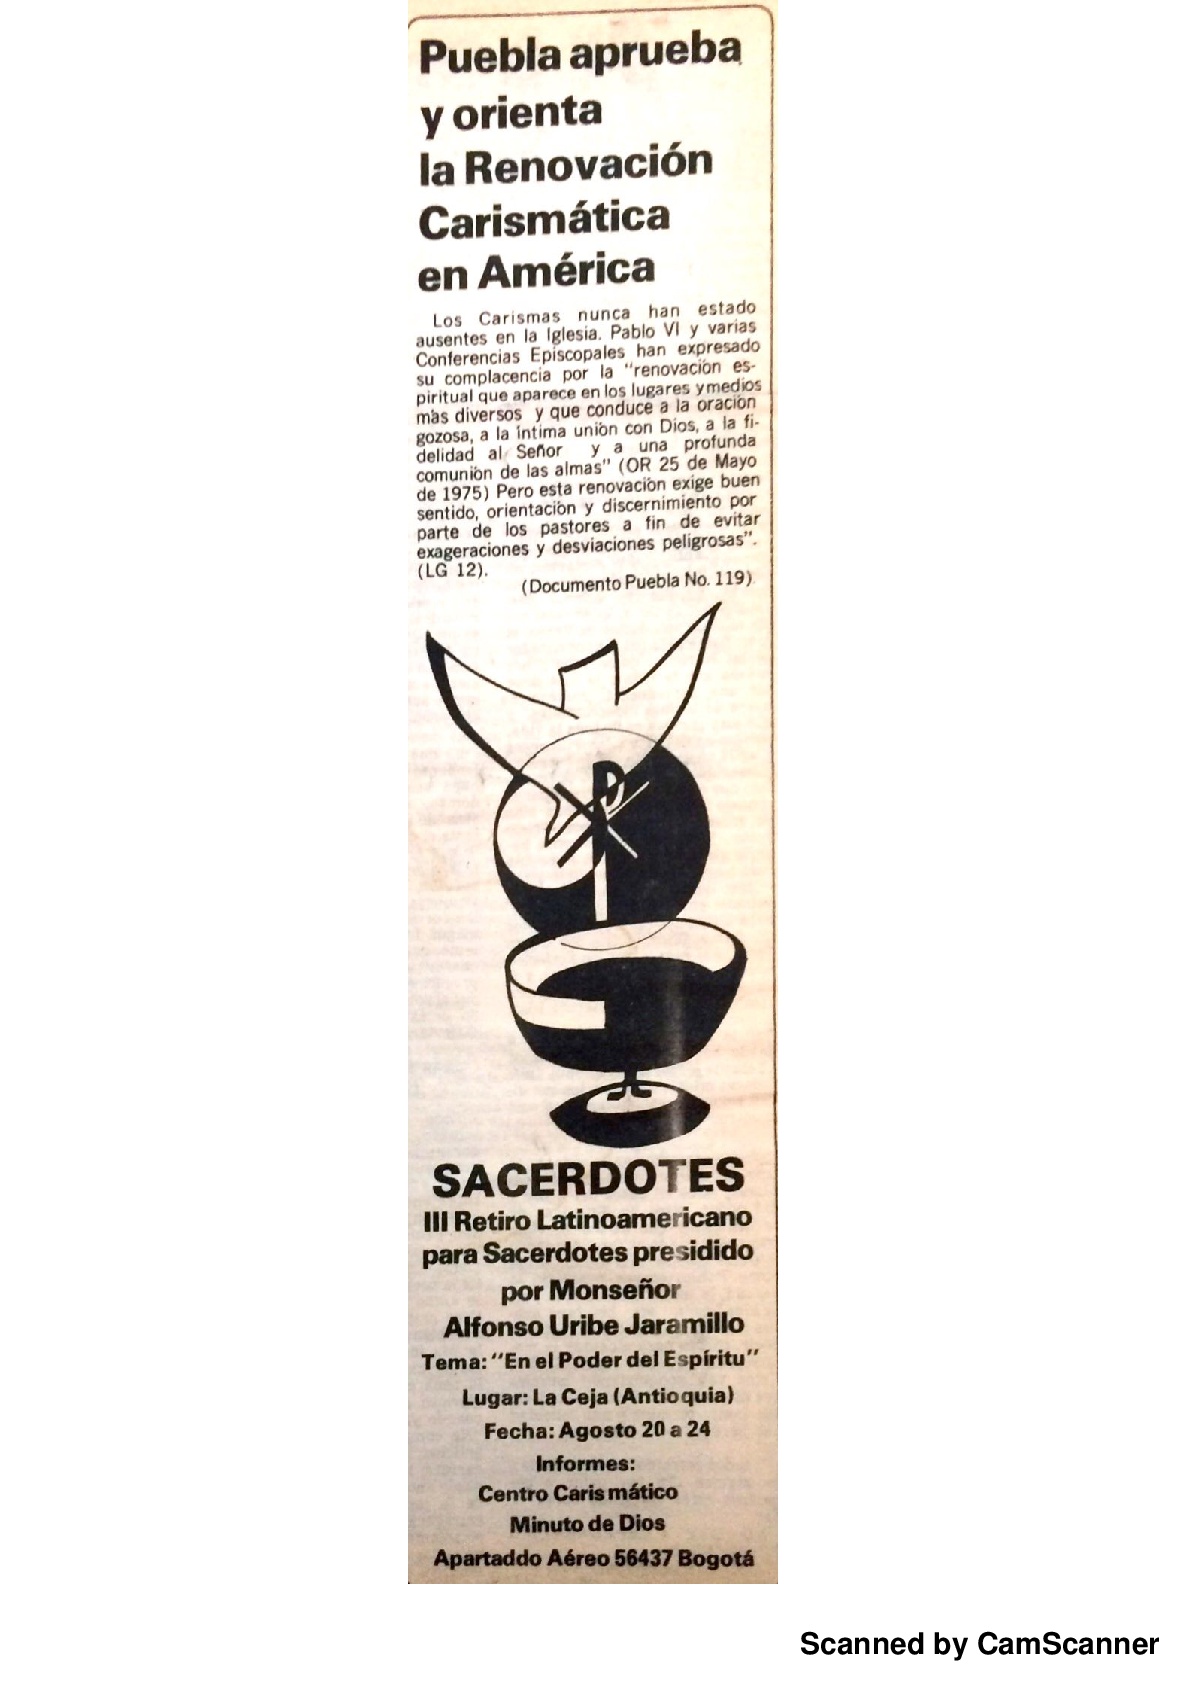 Puebla aprueba
y orienta
la Renovación
Carismática
en América
Los Carismas nunca han estado
ausentes en la Iglesia. Pablo VI y varias
Conferencias Episcopales han expresado
su complacencia por la "renovación es-
piritual que aparece en los lugares y medios
más diversos y que conduce a la oración
gozosa, a la íntima unión con Dios, a la fi-
delidad al Señor y a una profunda
comunión de las almas" (OR 25 de Mayo
de 1975) Pero esta renovación exige buen
sentido, orientación y discernimiento por
parte de los pastores a fin de evitar
exageraciones y desviaciones peligrosas".
(LG 12).
(Documento Puebla No. 119)
SACERDOTES
III Retiro Latinoamericano
para Sacerdotes presidido
por Monseñor
Alfonso Uribe Jaramillo
Tema: "En el Poder del Espíritu"
Lugar: La Ceja (Antioquia)
Fecha: Agosto 20 a 24
Informes:
Centro Carismático
Minuto de Dios
Apartaddo Aéreo 56437 Bogotá
Scanned by CamScanner